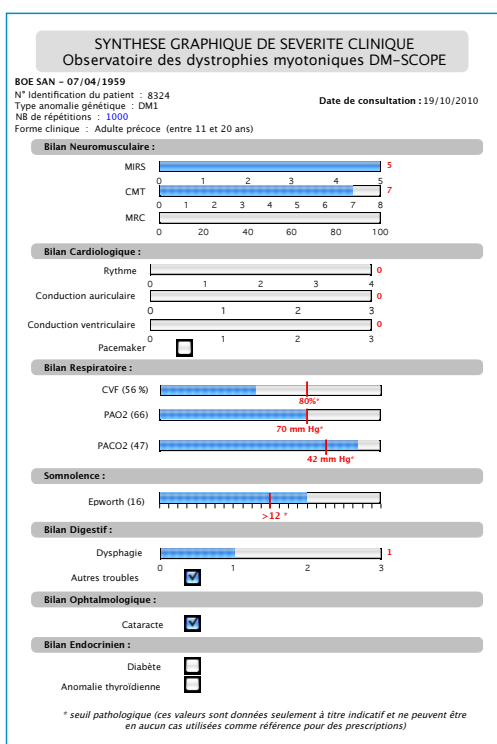 SYNTHESE GRAPHIQUE DE SEVERITE CLINIQUE
Observatoire des dystrophies myotoniques DM-SCOPE
BOE SAN - 07/04/1959
N° Identification du patient : 8324
Date de consultation : 19/10/2010
Type anomalie génétique : DM1
NB de répétitions : 1000
Forme clinique : Adulte précoce (entre 11 et 20 ans)
Bilan Neuromusculaire :
MIRS 5
0 1 2 3 4 5
CMT 7
0 1 2 3 4 5 6 7 8
MRC
0 20 40 60 80 100
Bilan Cardiologique :
Rythme 0
0 1 2 3 4
Conduction auriculaire 0
0 1 2 3
Conduction ventriculaire 0
0 1 2 3
Pacemaker
Bilan Respiratoire :
CVF (56 %)
80%*
PAO2 (66)
70 mm Hg*
PACO2 (47)
42 mm Hg*
Somnolence :
Epworth (16)
>12 *
Bilan Digestif :
Dysphagie 1
0 1 2 3
Autres troubles
Bilan Ophtalmologique :
Cataracte
Bilan Endocrinien :
Diabète
Anomalie thyroïdienne
* seuil pathologique (ces valeurs sont données seulement à titre indicatif et ne peuvent être
en aucun cas utilisées comme référence pour des prescriptions)